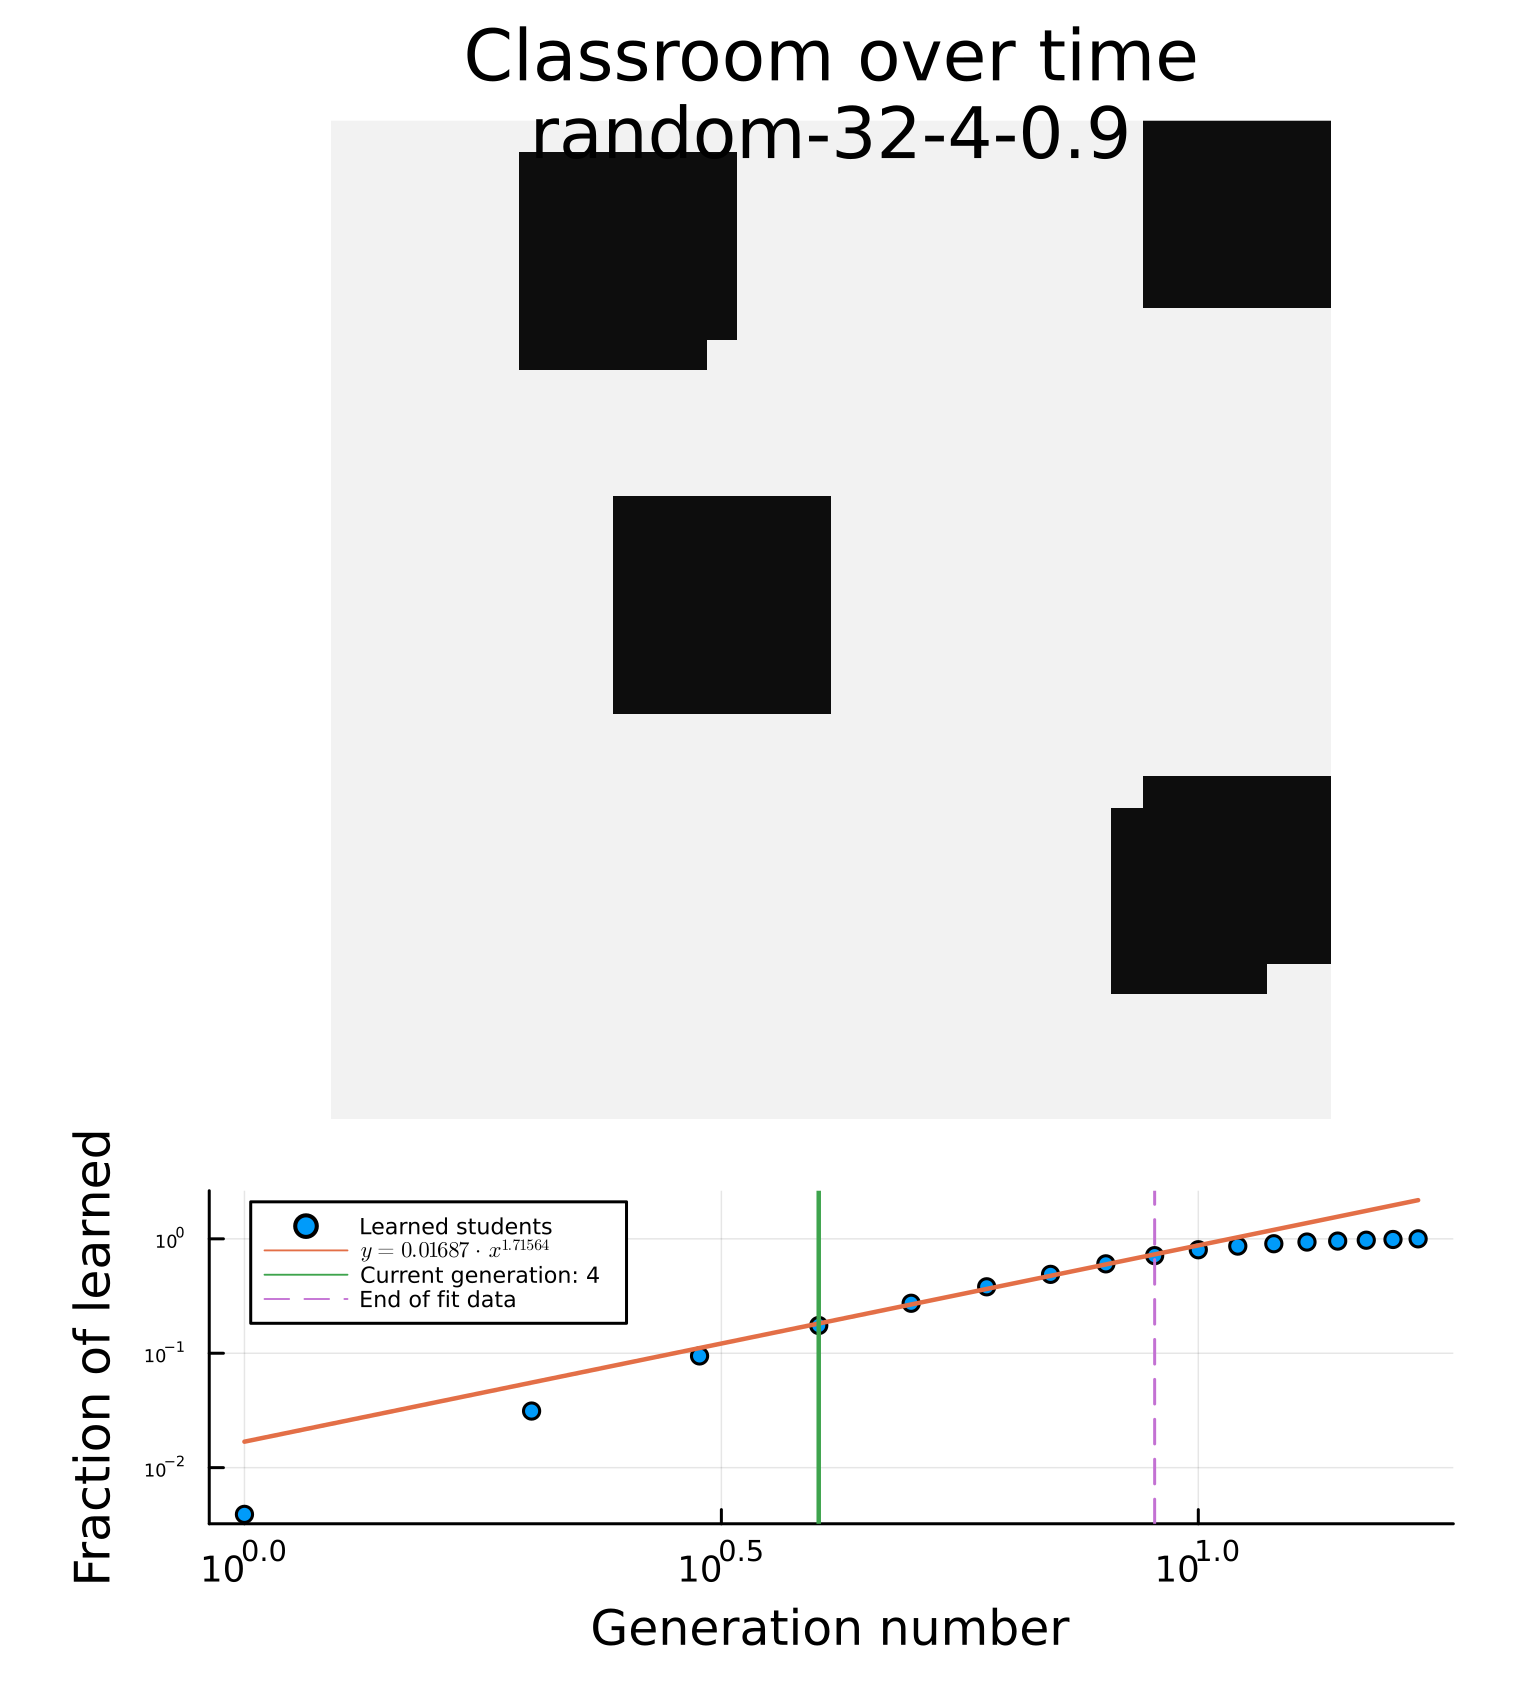 Classroom over time
random-32-4-0.9
Fraction of learned
10⁰
10⁻¹
10⁻²
Learned students
y = 0.01687 · x^1.71564
Current generation: 4
End of fit data
10^0.0
10^0.5
10^1.0
Generation number